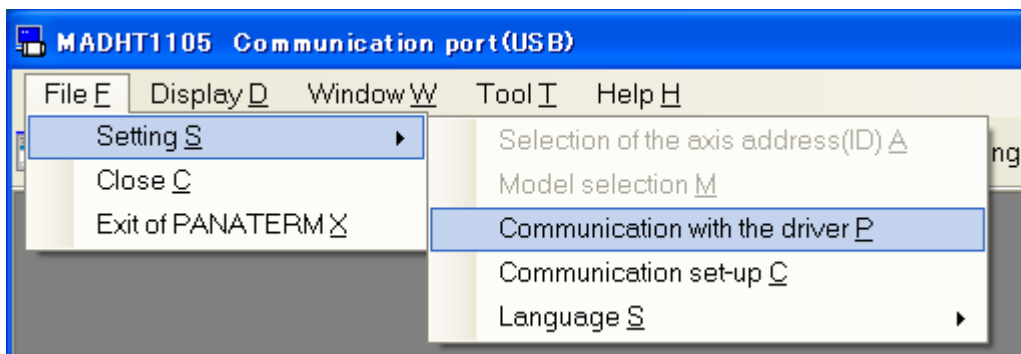 MADHT1105 Communication port(USB)
File F Display D Window W Tool T Help H
Setting S
Close C
Exit of PANATERM X
Selection of the axis address(ID) A
Model selection M
Communication with the driver P
Communication set-up C
Language S
ng